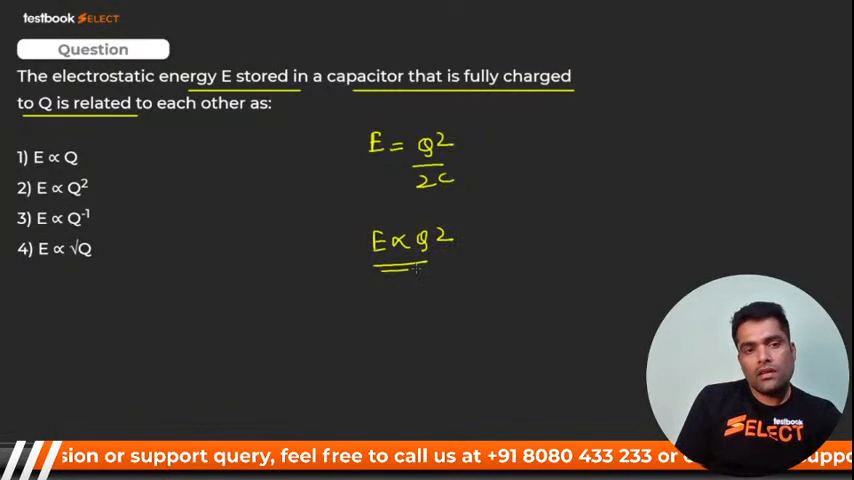 testbook SELECT
Question
The electrostatic energy E stored in a capacitor that is fully charged
to Q is related to each other as:
1) E ∝ Q
2) E ∝ Q²
3) E ∝ Q⁻¹
4) E ∝ √Q
E = Q²
2C
E ∝ Q²
testbook
SELECT
sion or support query, feel free to call us at +91 8080 433 233 or